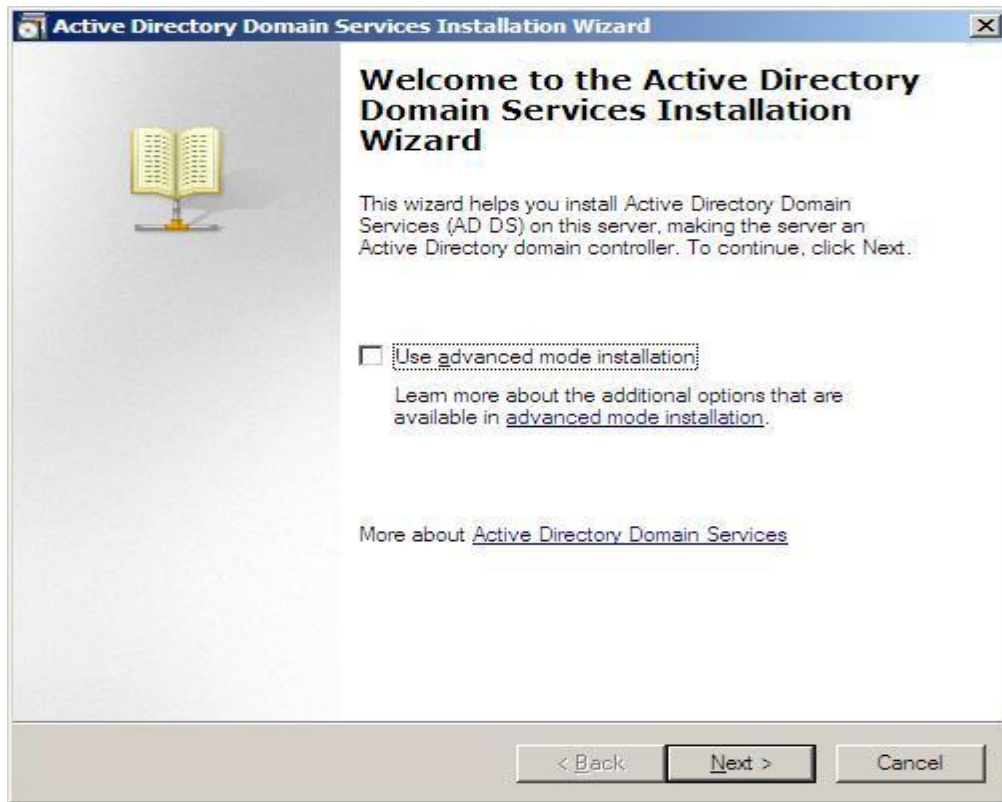 Active Directory Domain Services Installation Wizard
Welcome to the Active Directory
Domain Services Installation
Wizard
This wizard helps you install Active Directory Domain
Services (AD DS) on this server, making the server an
Active Directory domain controller. To continue, click Next.
Use advanced mode installation
Learn more about the additional options that are
available in advanced mode installation.
More about Active Directory Domain Services
< Back Next > Cancel